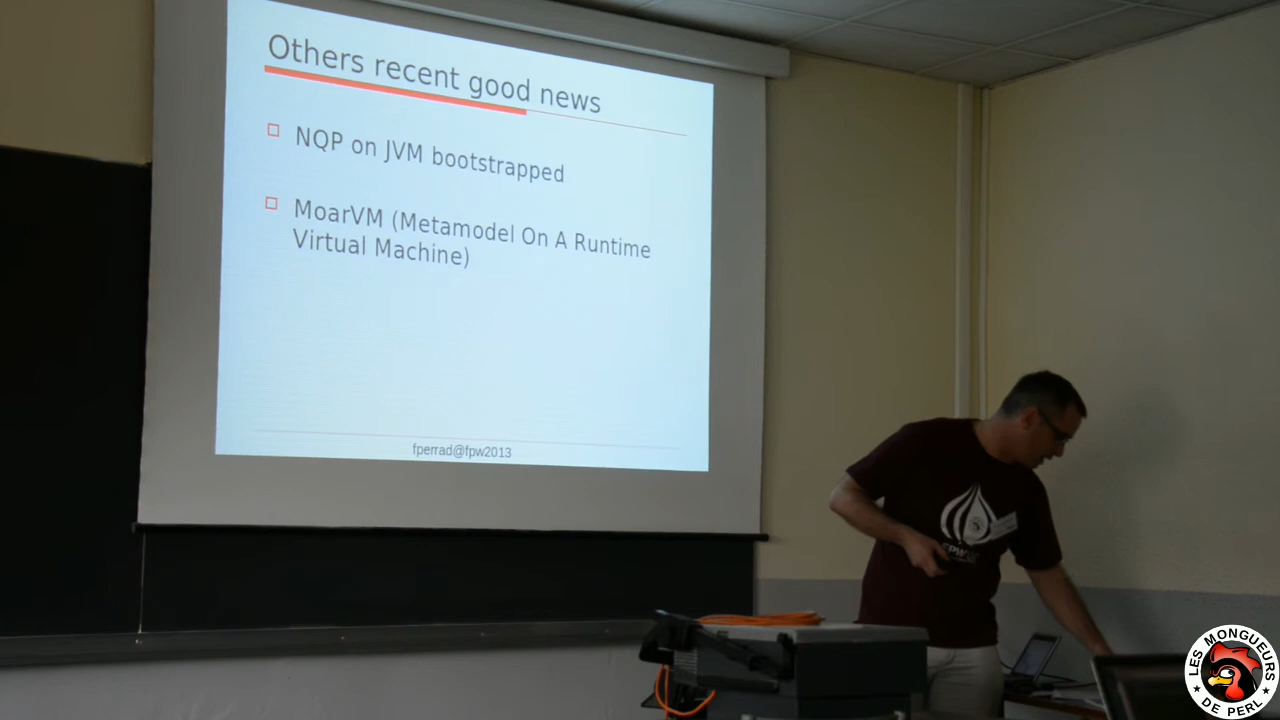 Others recent good news
NQP on JVM bootstrapped
MoarVM (Metamodel On A Runtime
Virtual Machine)
fperrad@fpw2013
LES MONGUEURS
DE PERL